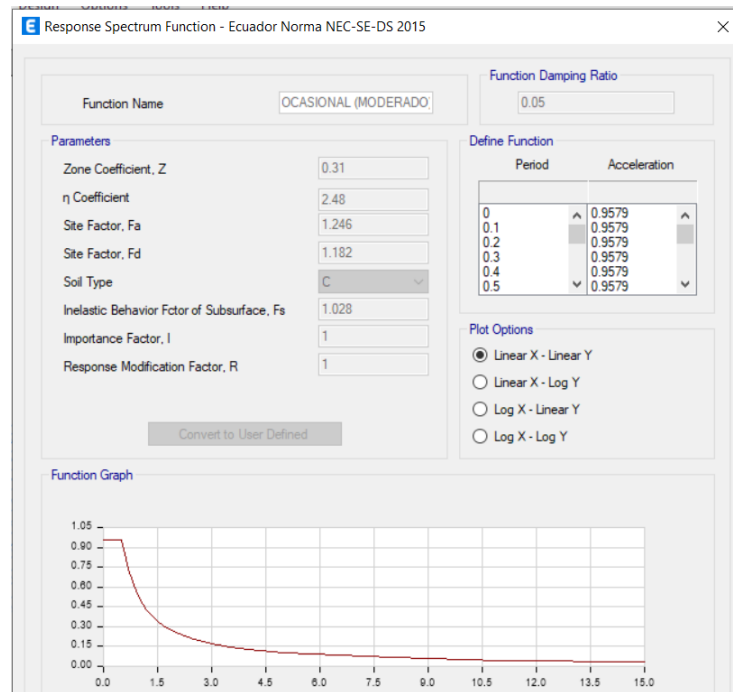 Design Options Tools Help
E Response Spectrum Function - Ecuador Norma NEC-SE-DS 2015
Function Name OCASIONAL (MODERADO)
Function Damping Ratio
0.05
Parameters
Zone Coefficient, Z 0.31
η Coefficient 2.48
Site Factor, Fa 1.246
Site Factor, Fd 1.182
Soil Type C
Inelastic Behavior Fctor of Subsurface, Fs 1.028
Importance Factor, I 1
Response Modification Factor, R 1
Convert to User Defined
Define Function
Period Acceleration
0 0.9579
0.1 0.9579
0.2 0.9579
0.3 0.9579
0.4 0.9579
0.5 0.9579
Plot Options
Linear X - Linear Y
Linear X - Log Y
Log X - Linear Y
Log X - Log Y
Function Graph
1.05
0.90
0.75
0.60
0.45
0.30
0.15
0.00
0.0 1.5 3.0 4.5 6.0 7.5 9.0 10.5 12.0 13.5 15.0